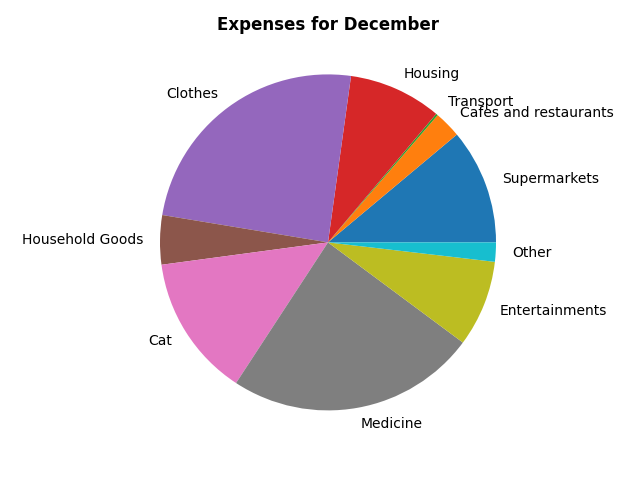 Expenses for December
Housing
Clothes
Transport
Cafes and restaurants
Supermarkets
Household Goods
Other
Entertainments
Cat
Medicine